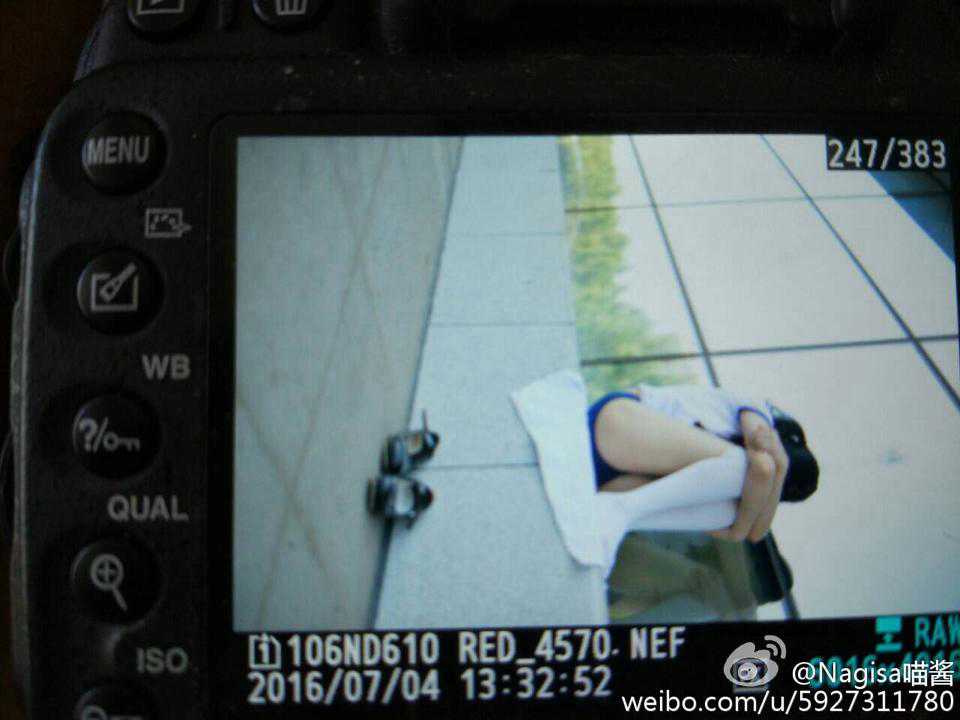 MENU
247/383
WB
?/
QUAL
ISO
1 106ND610 RED_4570.NEF
RAW
2016/07/04 13:32:52
@Nagisa喵酱
weibo.com/u/5927311780